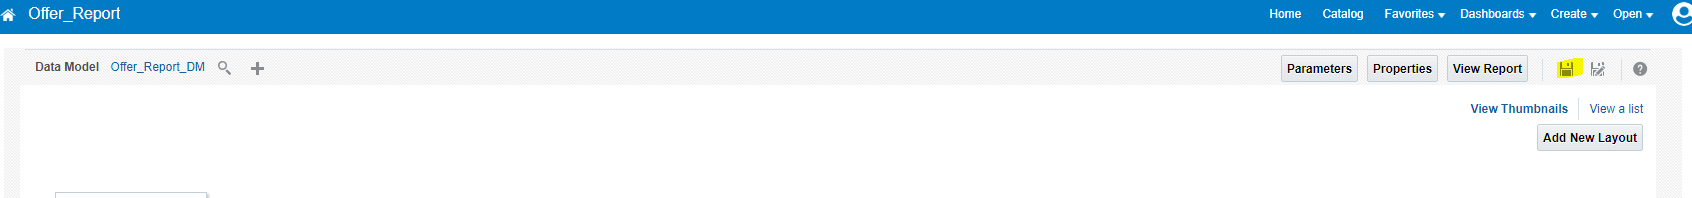 Offer_Report Home Catalog Favorites Dashboards Create Open
Data Model Offer_Report_DM Parameters Properties View Report ?
View Thumbnails View a list
Add New Layout